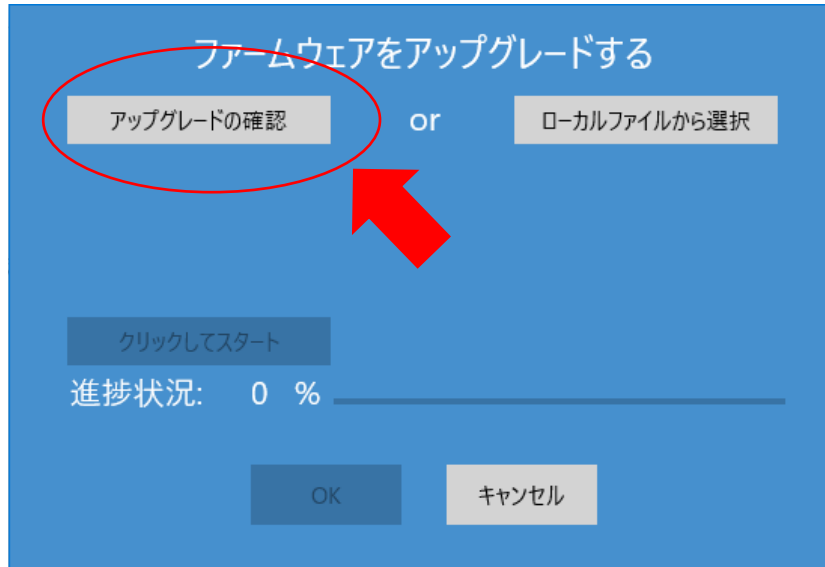 ファームウェアをアップグレードする
アップグレードの確認 or ローカルファイルから選択
クリックしてスタート
進捗状況: 0 %
OK キャンセル